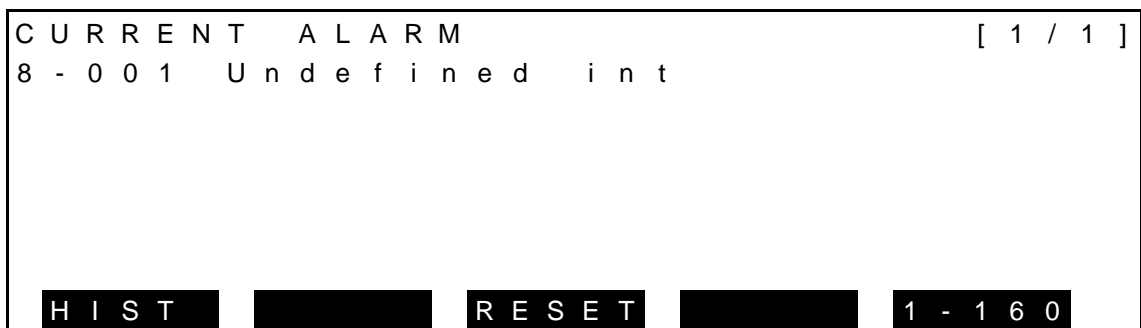 CURRENT ALARM [1/1]
8-001 Undefined int
HIST RESET 1-160